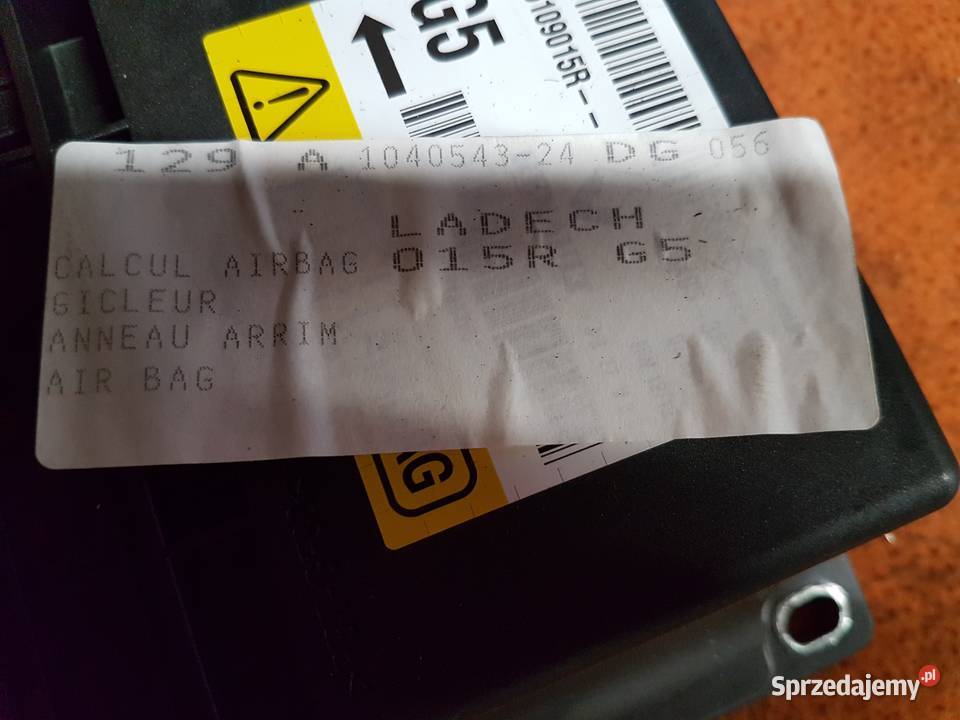 G5
109015R--
129 A 1040543-24 DG 056
LADECH
CALCUL AIRBAG 015R G5
GICLEUR
ANNEAU ARRIM
AIR BAG
AG
Sprzedajemy.pl